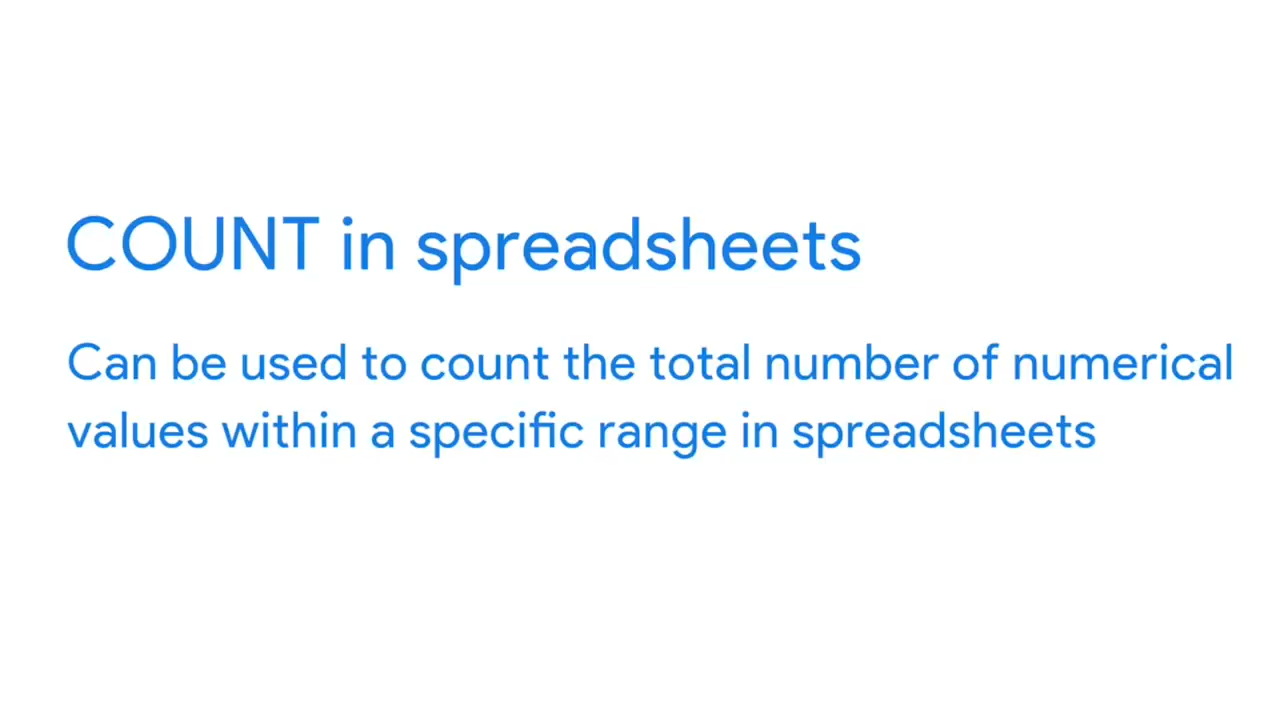 COUNT in spreadsheets
Can be used to count the total number of numerical
values within a specific range in spreadsheets